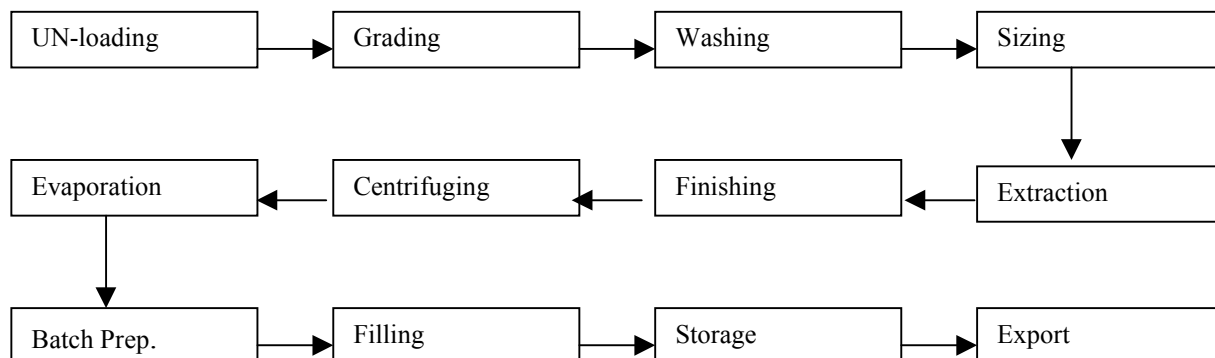 UN-loading
Grading
Washing
Sizing
Extraction
Finishing
Centrifuging
Evaporation
Batch Prep.
Filling
Storage
Export